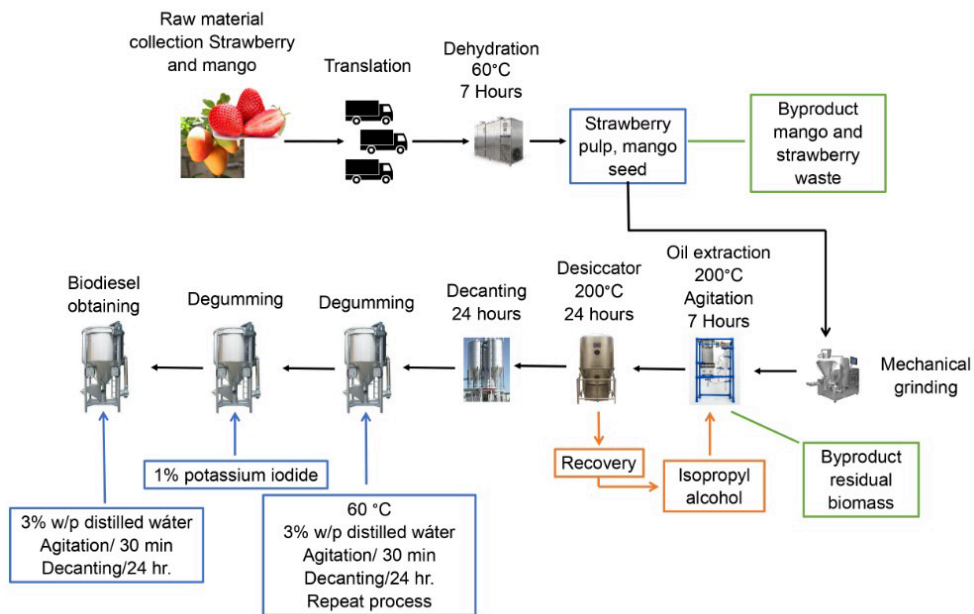 Raw material
collection Strawberry
and mango
Translation
Dehydration
60°C
7 Hours
Strawberry
pulp, mango
seed
Byproduct
mango and
strawberry
waste
Biodiesel
obtaining
Degumming
Degumming
Decanting
24 hours
Desiccator
200°C
24 hours
Oil extraction
200°C
Agitation
7 Hours
Mechanical
grinding
Recovery
Isopropyl
alcohol
Byproduct
residual
biomass
1% potassium iodide
3% w/p distilled wáter
Agitation/ 30 min
Decanting/24 hr.
60 °C
3% w/p distilled wáter
Agitation/ 30 min
Decanting/24 hr.
Repeat process